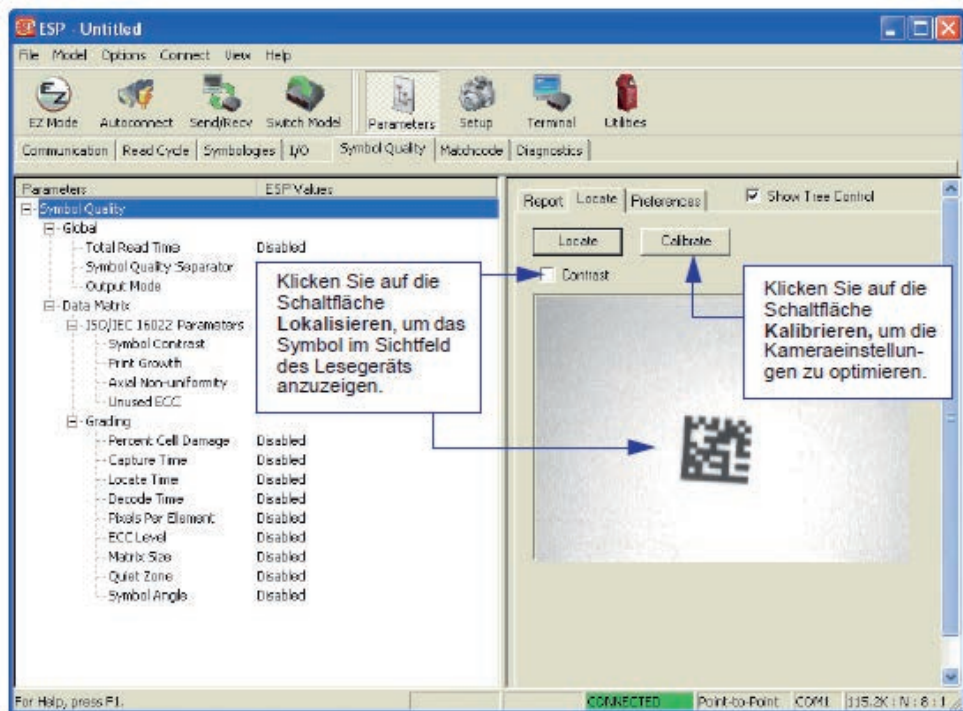 ESP - Untitled
File Model Options Connect View Help
EZ Mode Autoconnect Send/Recv Switch Model Parameters Setup Terminal Utilities
Communication Read Cycle Symbologies I/O Symbol Quality Matchcode Diagnostics
Parameters ESP Values
Symbol Quality
Global
Total Read Time Disabled
Symbol Quality Separator
Output Mode
Data Matrix
ISO/IEC 16022 Parameters
Symbol Contrast
Print Growth
Axial Non-uniformity
Unused ECC
Grading
Percent Cell Damage Disabled
Capture Time Disabled
Locate Time Disabled
Decode Time Disabled
Pixels Per Element Disabled
ECC Level Disabled
Matrix Size Disabled
Quiet Zone Disabled
Symbol Angle Disabled
Report Locate Preferences Show Tree Control
Locate Calibrate
Contrast
Klicken Sie auf die
Schaltfläche
Lokalisieren, um das
Symbol im Sichtfeld
des Lesegeräts
anzuzeigen.
Klicken Sie auf die
Schaltfläche
Kalibrieren, um die
Kameraeinstellun-
gen zu optimieren.
For Help, press F1. CONNECTED Point-to-Point COM1 115.2K : N : 8 : 1